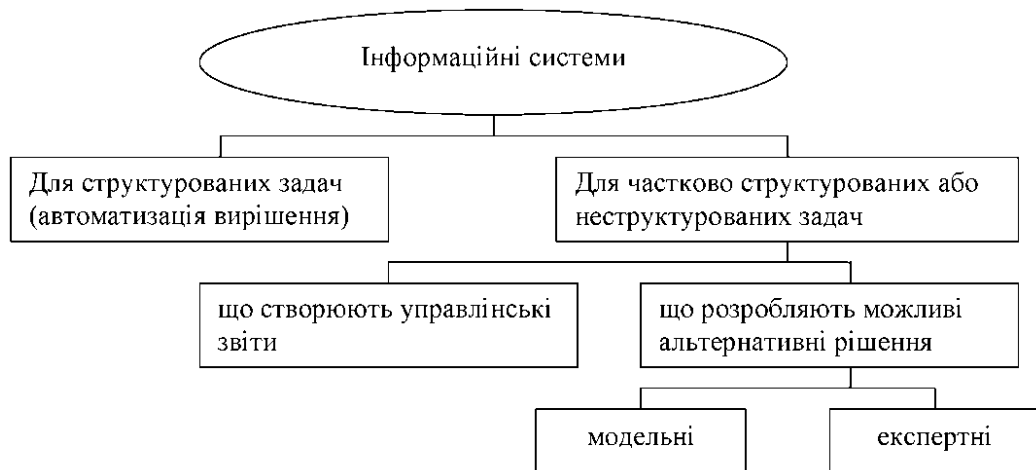 Інформаційні системи
Для структурованих задач
(автоматизація вирішення)
Для частково структурованих або
неструктурованих задач
що створюють управлінські
звіти
що розробляють можливі
альтернативні рішення
модельні
експертні